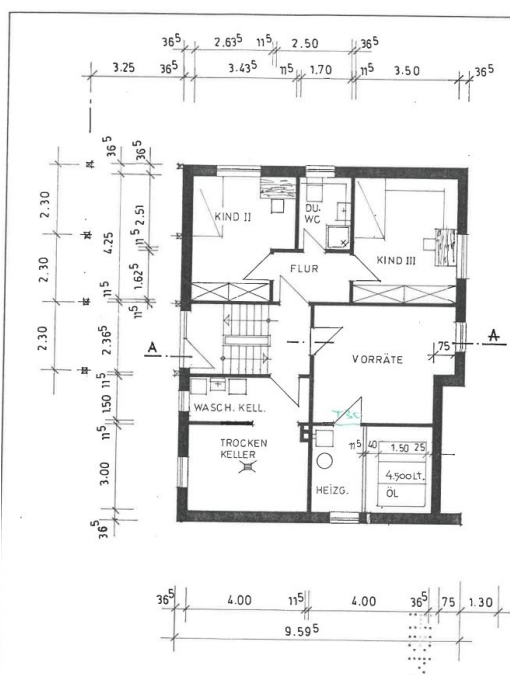 36⁵ 2.63⁵ 11⁵ 2.50 36⁵
3.25 36⁵ 3.43⁵ 11⁵ 1.70 11⁵ 3.50 36⁵
36⁵ 36⁵
2.30 4.25 2.51
11⁵
2.30 1.62⁵
11⁵ 11⁵
2.30 2.36⁵
11⁵
1.50
11⁵
3.00
36⁵
KIND II
DU.
WC
KIND III
FLUR
A A
75
VORRÄTE
WASCH. KELL.
TROCKEN
KELLER
11⁵ 40 1.50 25
4.500 LT.
ÖL
HEIZG.
36⁵ 4.00 11⁵ 4.00 36⁵ 75 1.30
9.59⁵